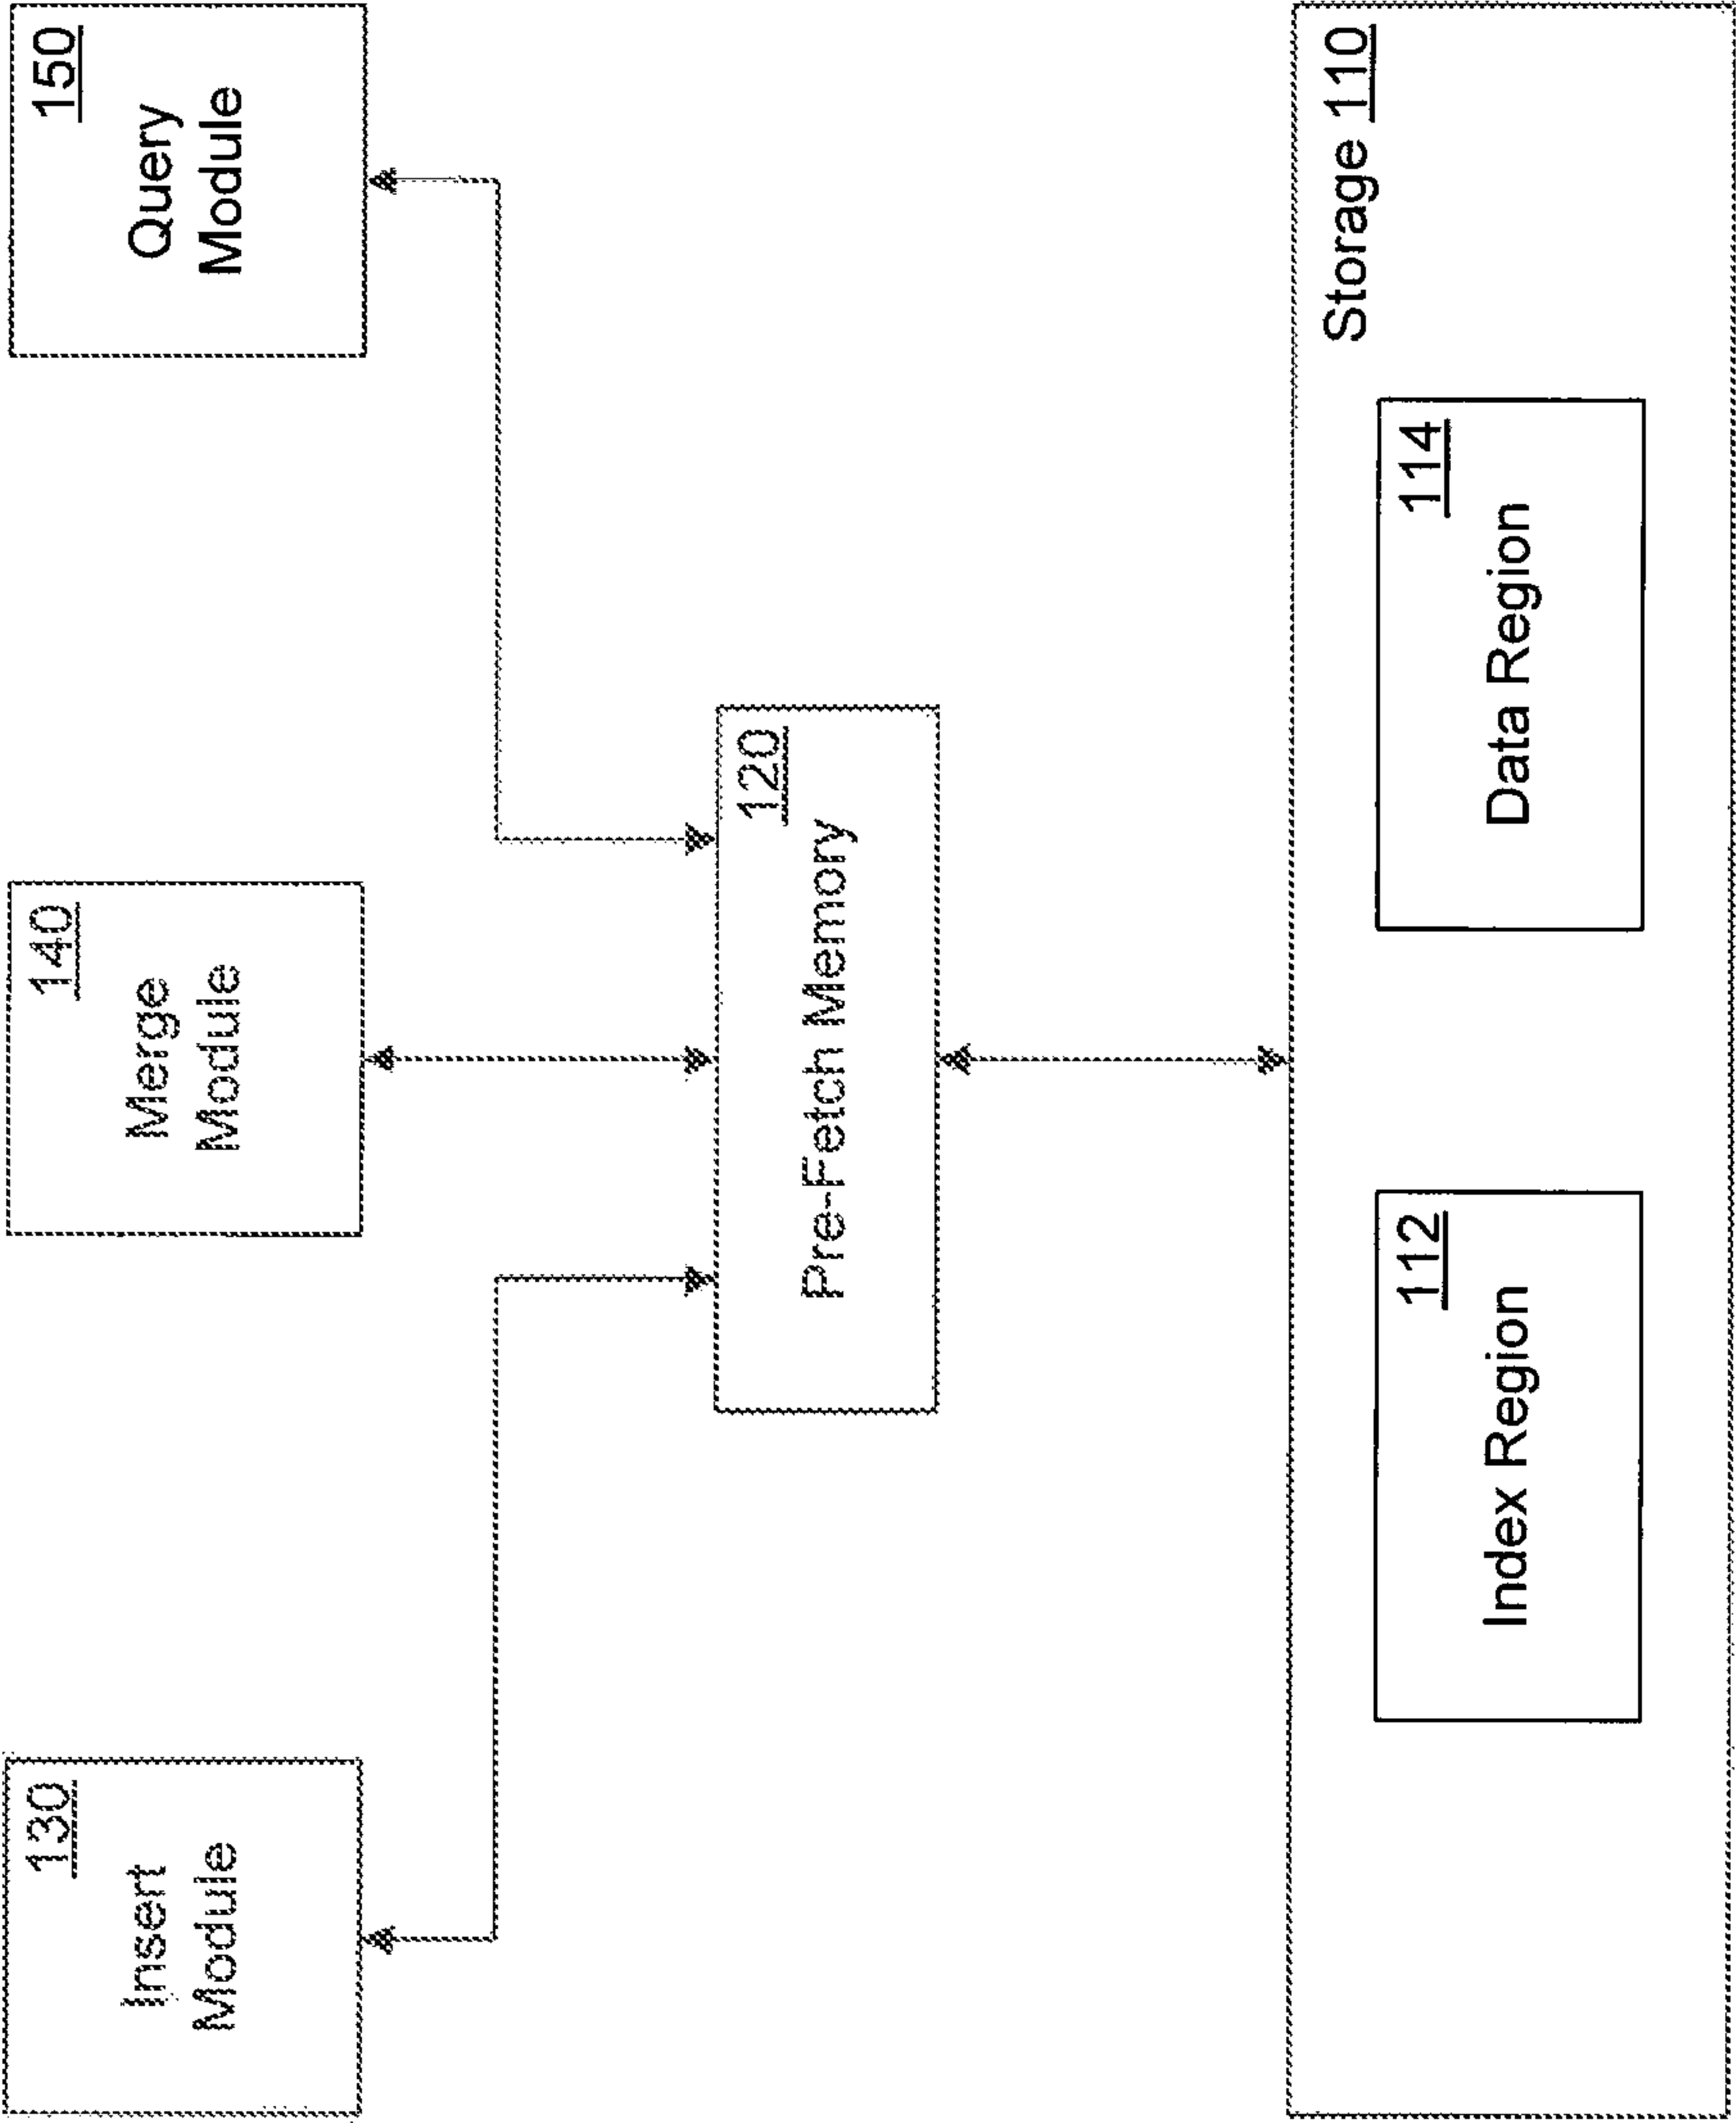 130
Insert
Module
140
Merge
Module
150
Query
Module
120
Pre-Fetch Memory
Storage 110
112
Index Region
114
Data Region